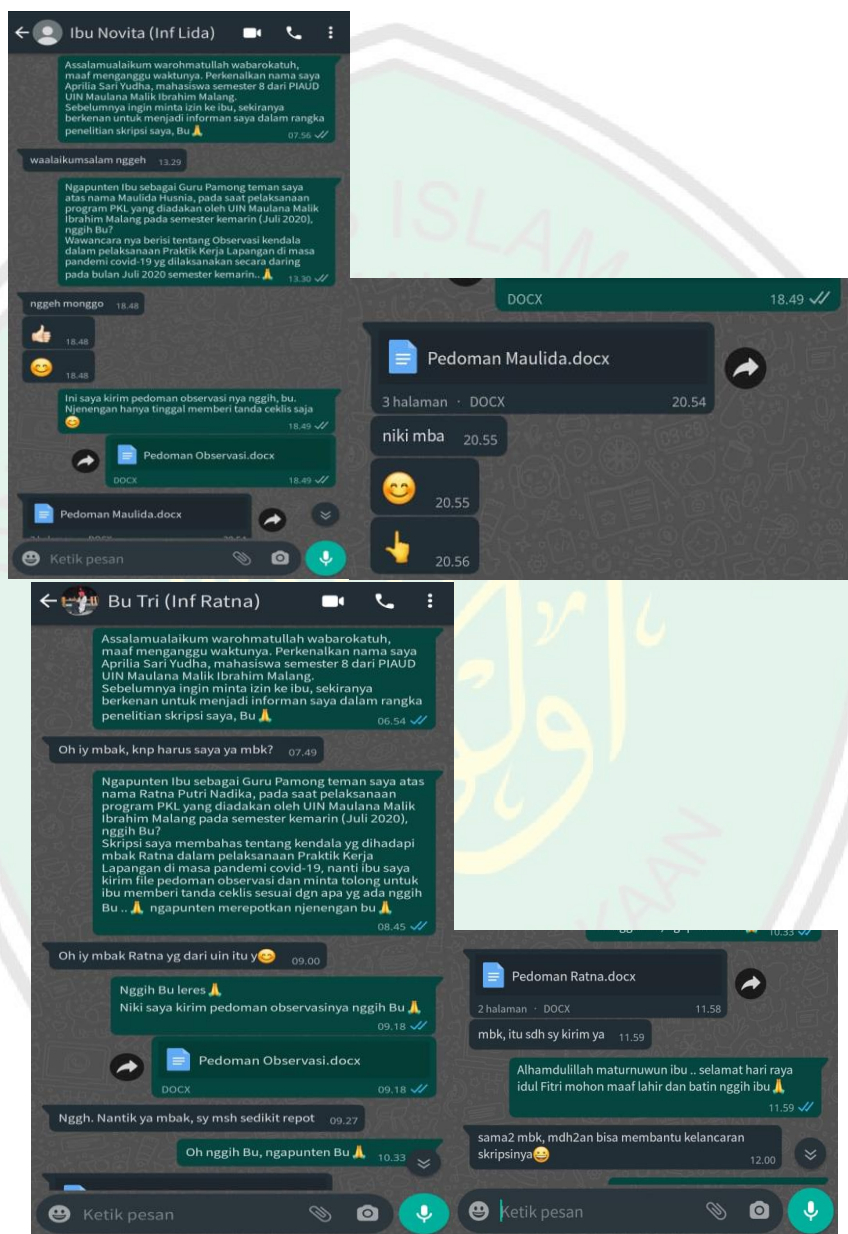 Ibu Novita (Inf Lida)
Assalamualaikum warohmatullah wabarokatuh,
maaf menganggu waktunya. Perkenalkan nama saya
Aprilia Sari Yudha, mahasiswa semester 8 dari PIAUD
UIN Maulana Malik Ibrahim Malang.
Sebelumnya ingin minta izin ke ibu, sekiranya
berkenan untuk menjadi informan saya dalam rangka
penelitian skripsi saya, Bu🙏
07.56
waalaikumsalam nggeh 13.29
Ngapunten Ibu sebagai Guru Pamong teman saya
atas nama Maulida Husnia, pada saat pelaksanaan
program PKL yang diadakan oleh UIN Maulana Malik
Ibrahim Malang pada semester kemarin (Juli 2020),
nggih Bu?
Wawancara nya berisi tentang Observasi kendala
dalam pelaksanaan Praktik Kerja Lapangan di masa
pandemi covid-19 yg dilaksanakan secara daring
pada bulan Juli 2020 semester kemarin..🙏 13.30
nggeh monggo 18.48
👍🏻 18.48
😊 18.48
Ini saya kirim pedoman observasi nya nggih, bu.
Njenengan hanya tinggal memberi tanda ceklis saja
😊
18.49
Pedoman Observasi.docx
DOCX 18.49
Pedoman Maulida.docx
Ketik pesan
ISLAM
DOCX 18.49
Pedoman Maulida.docx
3 halaman · DOCX 20.54
niki mba 20.55
😊 20.55
👆 20.56
Bu Tri (Inf Ratna)
Assalamualaikum warohmatullah wabarokatuh,
maaf menganggu waktunya. Perkenalkan nama saya
Aprilia Sari Yudha, mahasiswa semester 8 dari PIAUD
UIN Maulana Malik Ibrahim Malang.
Sebelumnya ingin minta izin ke ibu, sekiranya
berkenan untuk menjadi informan saya dalam rangka
penelitian skripsi saya, Bu🙏 06.54
Oh iy mbak, knp harus saya ya mbk? 07.49
Ngapunten Ibu sebagai Guru Pamong teman saya atas
nama Ratna Putri Nadika, pada saat pelaksanaan
program PKL yang diadakan oleh UIN Maulana Malik
Ibrahim Malang pada semester kemarin (Juli 2020),
nggih Bu?
Skripsi saya membahas tentang kendala yg dihadapi
mbak Ratna dalam pelaksanaan Praktik Kerja
Lapangan di masa pandemi covid-19, nanti ibu saya
kirim file pedoman observasi dan minta tolong untuk
ibu memberi tanda ceklis sesuai dgn apa yg ada nggih
Bu ..🙏 ngapunten merepotkan njenengan bu🙏
08.45
Oh iy mbak Ratna yg dari uin itu y😊 09.00
Nggih Bu leres🙏
Niki saya kirim pedoman observasinya nggih Bu🙏
09.18
Pedoman Observasi.docx
DOCX 09.18
Nggh. Nantik ya mbak, sy msh sedikit repot 09.27
Oh nggih Bu, ngapunten Bu🙏 10.33
Ketik pesan
10.33
Pedoman Ratna.docx
2 halaman · DOCX 11.58
mbk, itu sdh sy kirim ya 11.59
Alhamdulillah maturnuwun ibu .. selamat hari raya
idul Fitri mohon maaf lahir dan batin nggih ibu🙏
11.59
sama2 mbk, mdh2an bisa membantu kelancaran
skripsinya😄 12.00
Ketik pesan